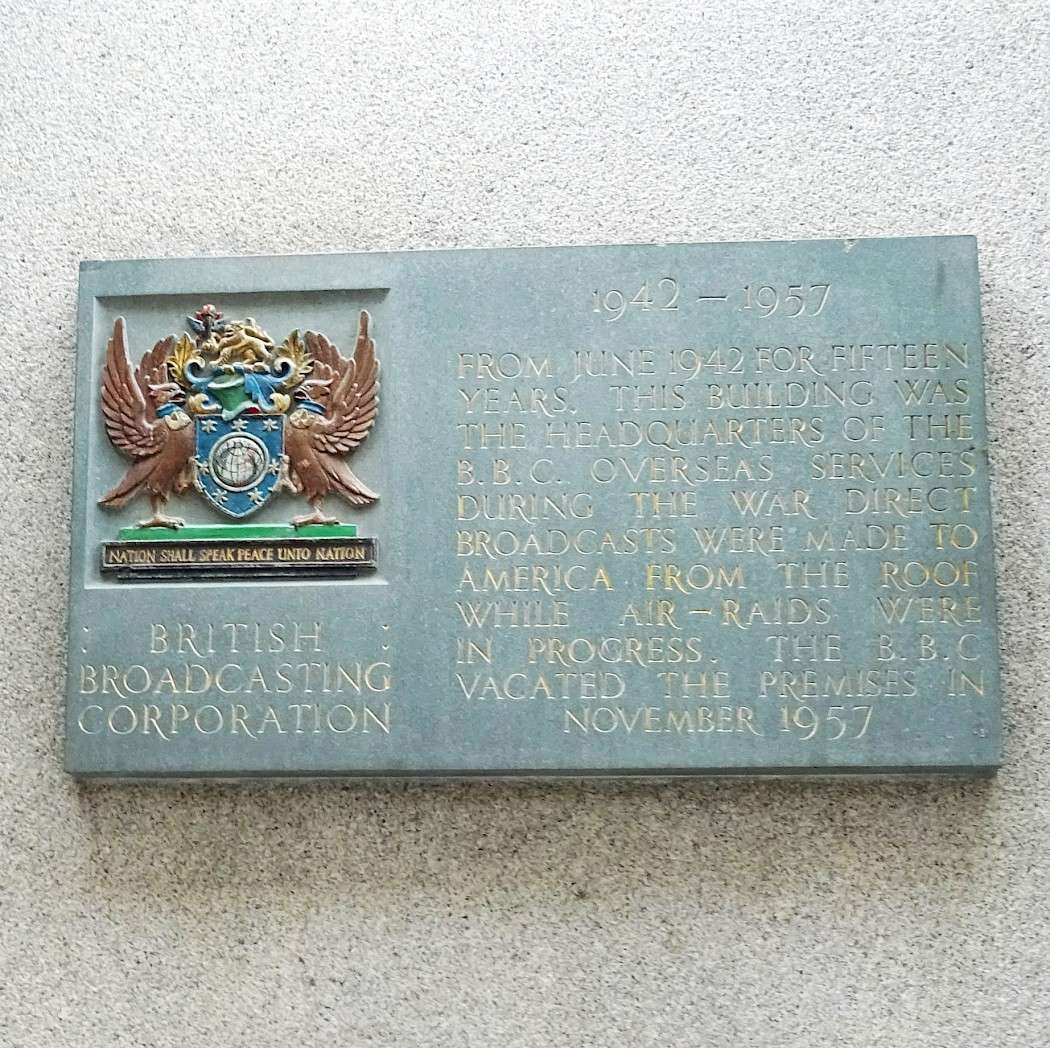 NATION SHALL SPEAK PEACE UNTO NATION
BRITISH
BROADCASTING
CORPORATION
1942 – 1957
FROM JUNE 1942 FOR FIFTEEN
YEARS. THIS BUILDING WAS
THE HEADQUARTERS OF THE
B.B.C. OVERSEAS SERVICES
DURING THE WAR DIRECT
BROADCASTS WERE MADE TO
AMERICA FROM THE ROOF
WHILE AIR–RAIDS WERE
IN PROGRESS. THE B.B.C
VACATED THE PREMISES IN
NOVEMBER 1957